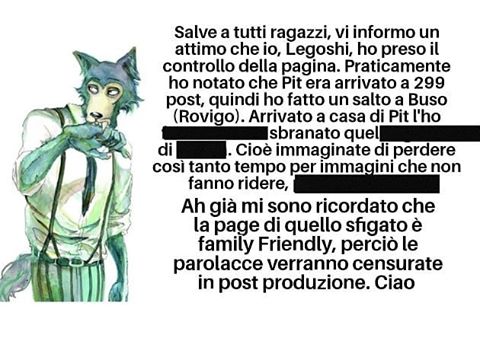 Salve a tutti ragazzi, vi informo un
attimo che io, Legoshi, ho preso il
controllo della pagina. Praticamente
ho notato che Pit era arrivato a 299
post, quindi ho fatto un salto a Buso
(Rovigo). Arrivato a casa di Pit l'ho
sbranato quel
di . Cioè immaginate di perdere
così tanto tempo per immagini che non
fanno ridere,
Ah già mi sono ricordato che
la page di quello sfigato è
family Friendly, perciò le
parolacce verranno censurate
in post produzione. Ciao